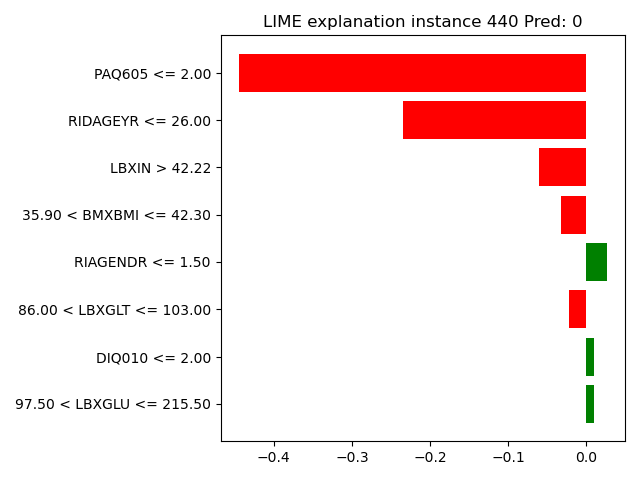 LIME explanation instance 440 Pred: 0
PAQ605 <= 2.00
RIDAGEYR <= 26.00
LBXIN > 42.22
35.90 < BMXBMI <= 42.30
RIAGENDR <= 1.50
86.00 < LBXGLT <= 103.00
DIQ010 <= 2.00
97.50 < LBXGLU <= 215.50
−0.4 −0.3 −0.2 −0.1 0.0